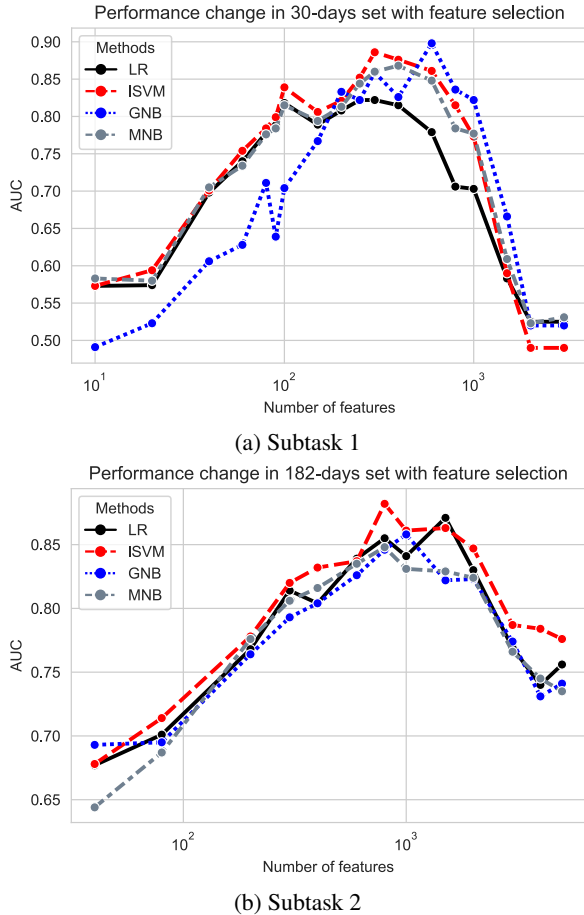 Performance change in 30-days set with feature selection
0.90
0.85
0.80
0.75
0.70
0.65
0.60
0.55
0.50
AUC
Methods
LR
lSVM
GNB
MNB
10¹
10²
10³
Number of features
(a) Subtask 1
Performance change in 182-days set with feature selection
0.85
0.80
0.75
0.70
0.65
AUC
Methods
LR
lSVM
GNB
MNB
10²
10³
Number of features
(b) Subtask 2